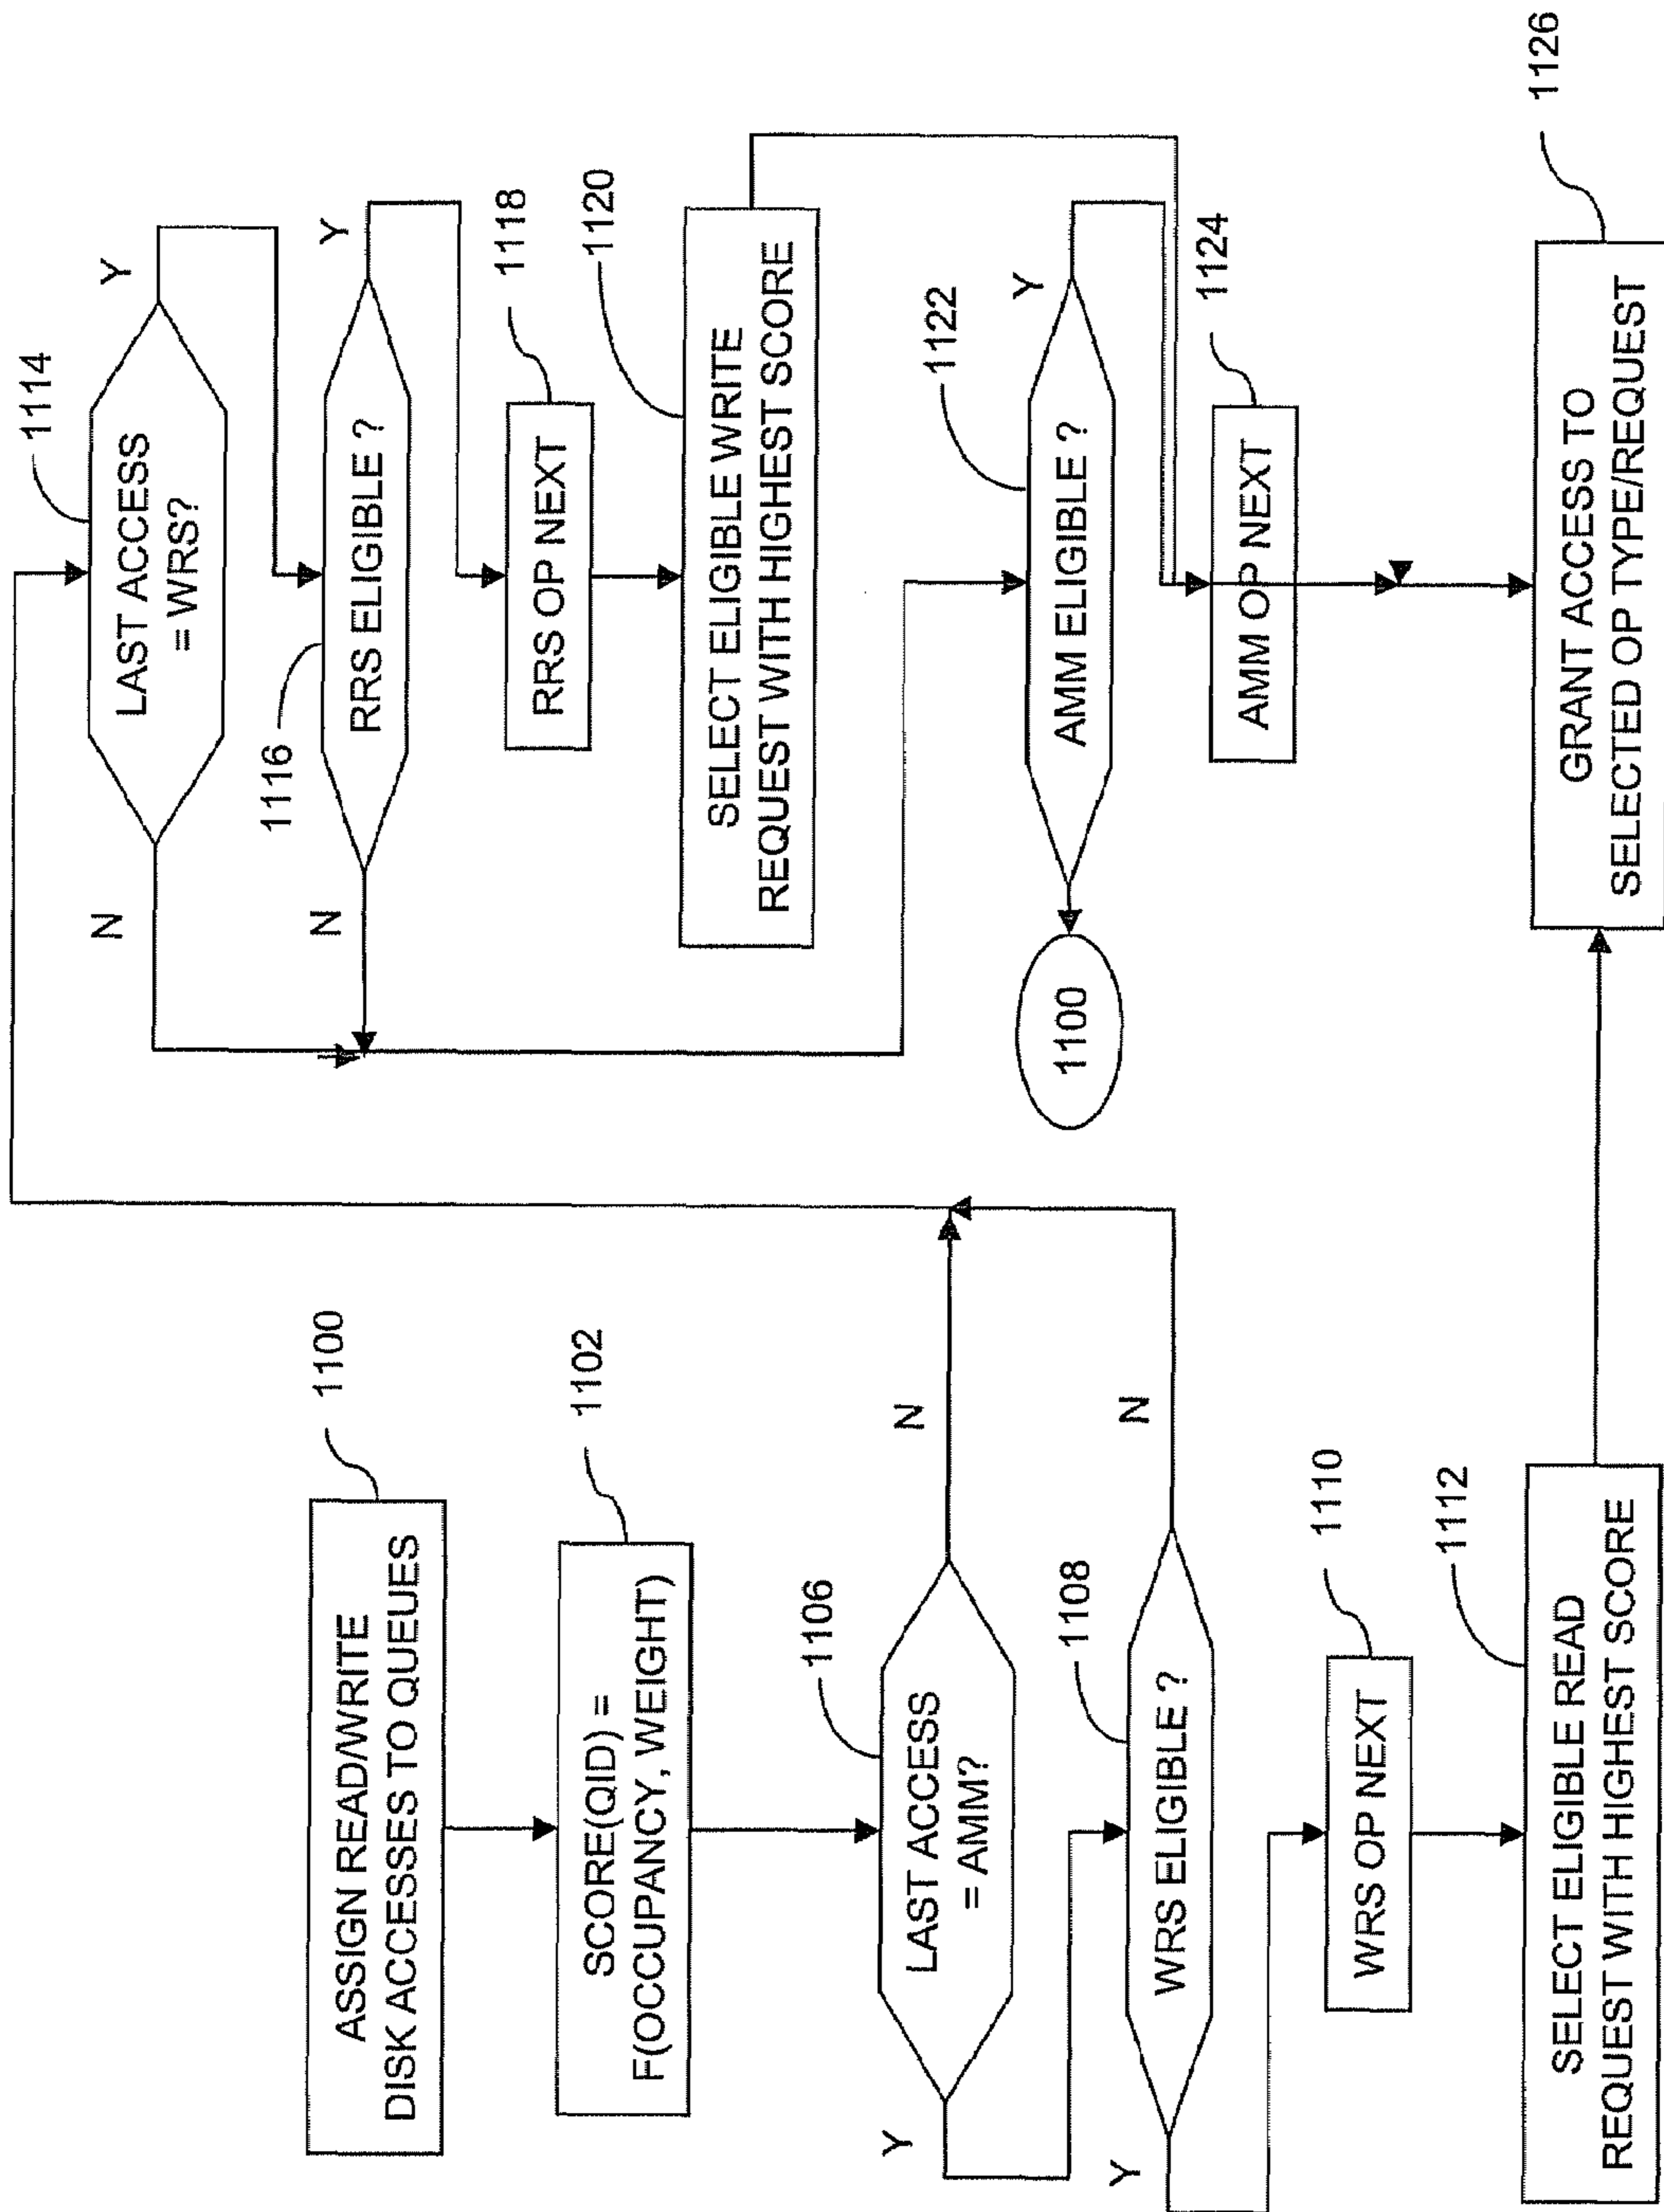 1100
ASSIGN READ/WRITE
DISK ACCESSES TO QUEUES
1102
SCORE(QID) =
F(OCCUPANCY, WEIGHT)
1106
LAST ACCESS
= AMM?
Y
N
1108
WRS ELIGIBLE ?
Y
N
1110
WRS OP NEXT
1112
SELECT ELIGIBLE READ
REQUEST WITH HIGHEST SCORE
1114
LAST ACCESS
= WRS?
N
Y
1116
RRS ELIGIBLE ?
N
Y
1118
RRS OP NEXT
1120
SELECT ELIGIBLE WRITE
REQUEST WITH HIGHEST SCORE
1122
AMM ELIGIBLE ?
Y
1100
1124
AMM OP NEXT
1126
GRANT ACCESS TO
SELECTED OP TYPE/REQUEST